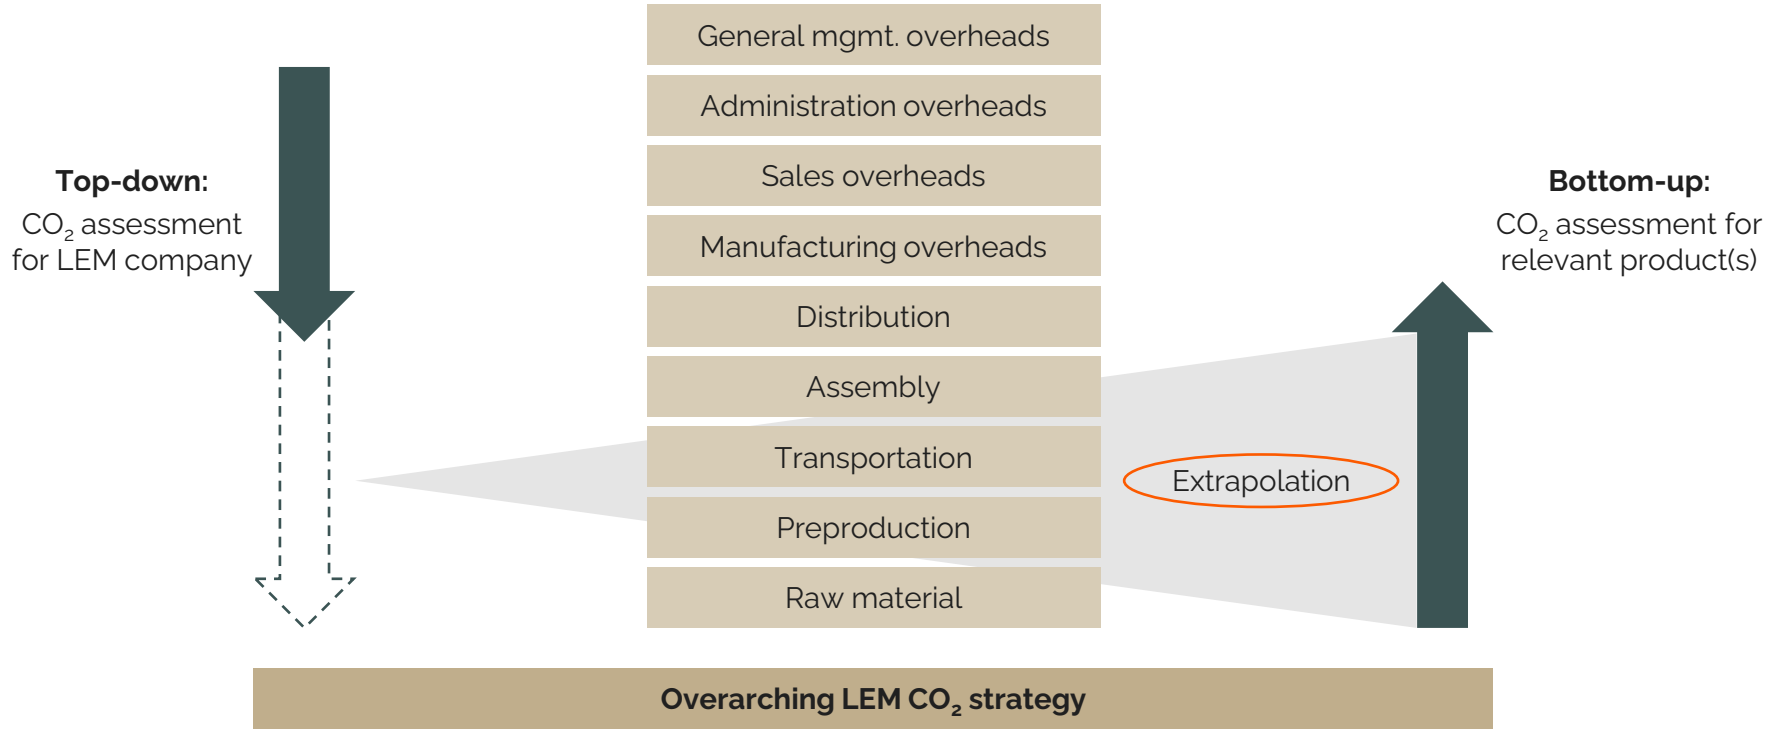 General mgmt. overheads
Administration overheads
Sales overheads
Manufacturing overheads
Distribution
Assembly
Transportation
Preproduction
Raw material
Top-down:
CO₂ assessment
for LEM company
Bottom-up:
CO₂ assessment for
relevant product(s)
Extrapolation
Overarching LEM CO₂ strategy